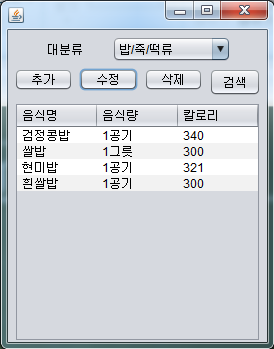 대분류 밥/죽/떡류
추가 수정 삭제 검색
음식명 음식량 칼로리
검정콩밥 1공기 340
쌀밥 1그릇 300
현미밥 1공기 321
흰쌀밥 1공기 300